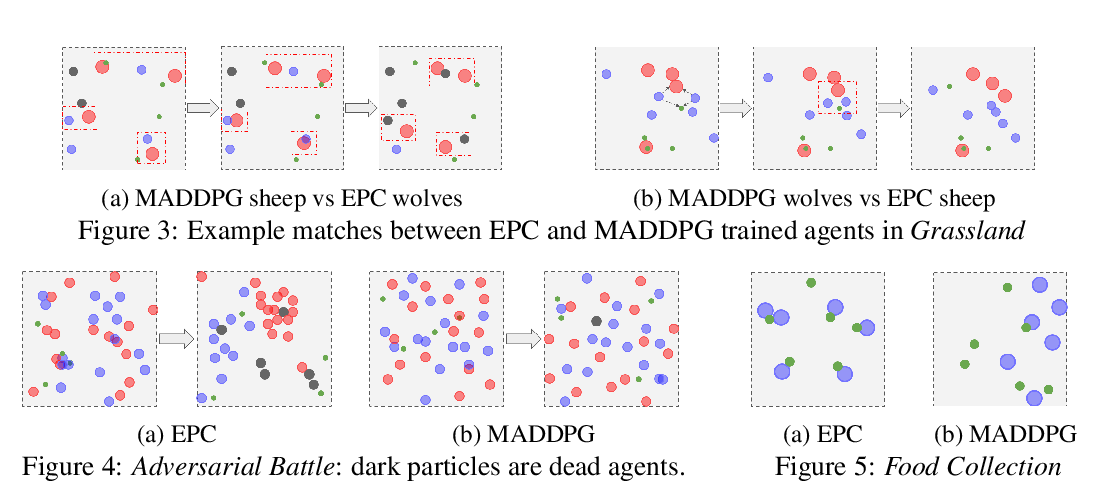 (a) MADDPG sheep vs EPC wolves
(b) MADDPG wolves vs EPC sheep
Figure 3: Example matches between EPC and MADDPG trained agents in Grassland
(a) EPC
(b) MADDPG
Figure 4: Adversarial Battle: dark particles are dead agents.
(a) EPC
(b) MADDPG
Figure 5: Food Collection